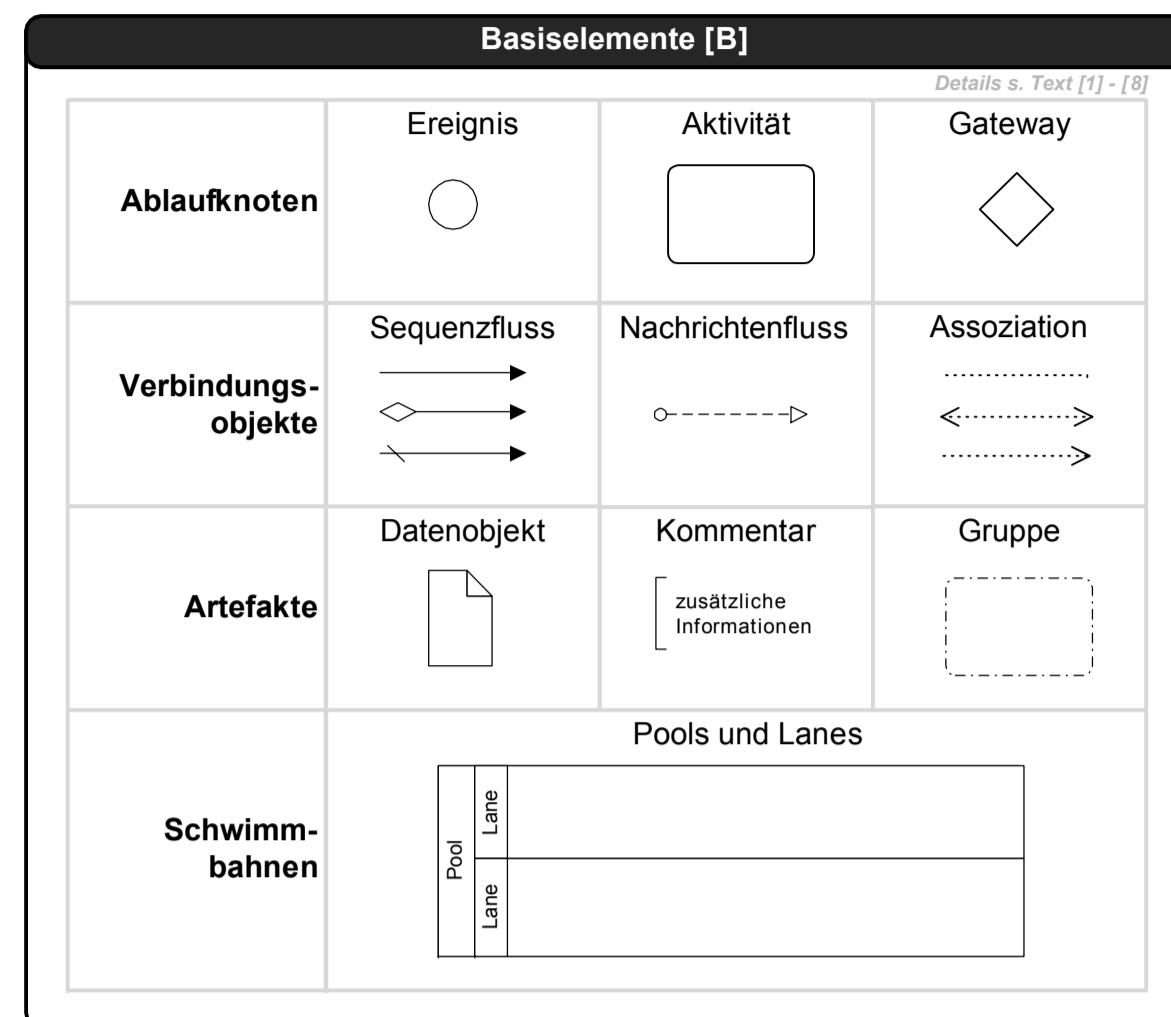 Basiselemente [B]
Details s. Text [1] - [8]
Ereignis
Aktivität
Gateway
Ablaufknoten
Sequenzfluss
Nachrichtenfluss
Assoziation
Verbindungs-
objekte
Datenobjekt
Kommentar
Gruppe
Artefakte
zusätzliche
Informationen
Pools und Lanes
Schwimm-
bahnen
Pool
Lane
Lane